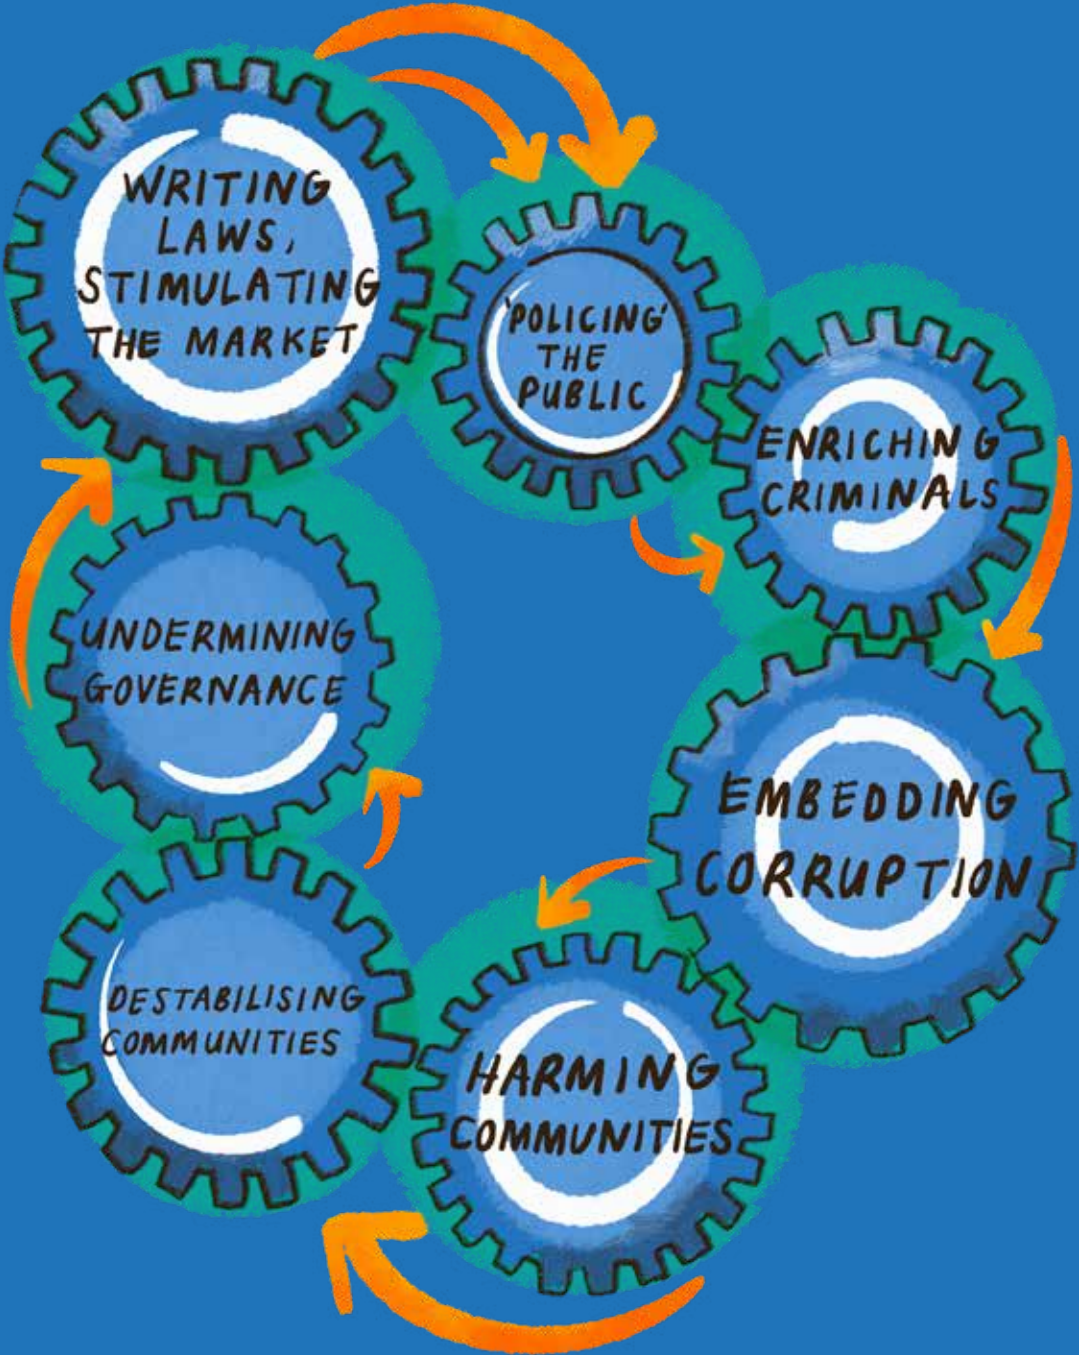 WRITING
LAWS,
STIMULATING
THE MARKET
'POLICING'
THE
PUBLIC
ENRICHING
CRIMINALS
EMBEDDING
CORRUPTION
HARMING
COMMUNITIES
DESTABILISING
COMMUNITIES
UNDERMINING
GOVERNANCE